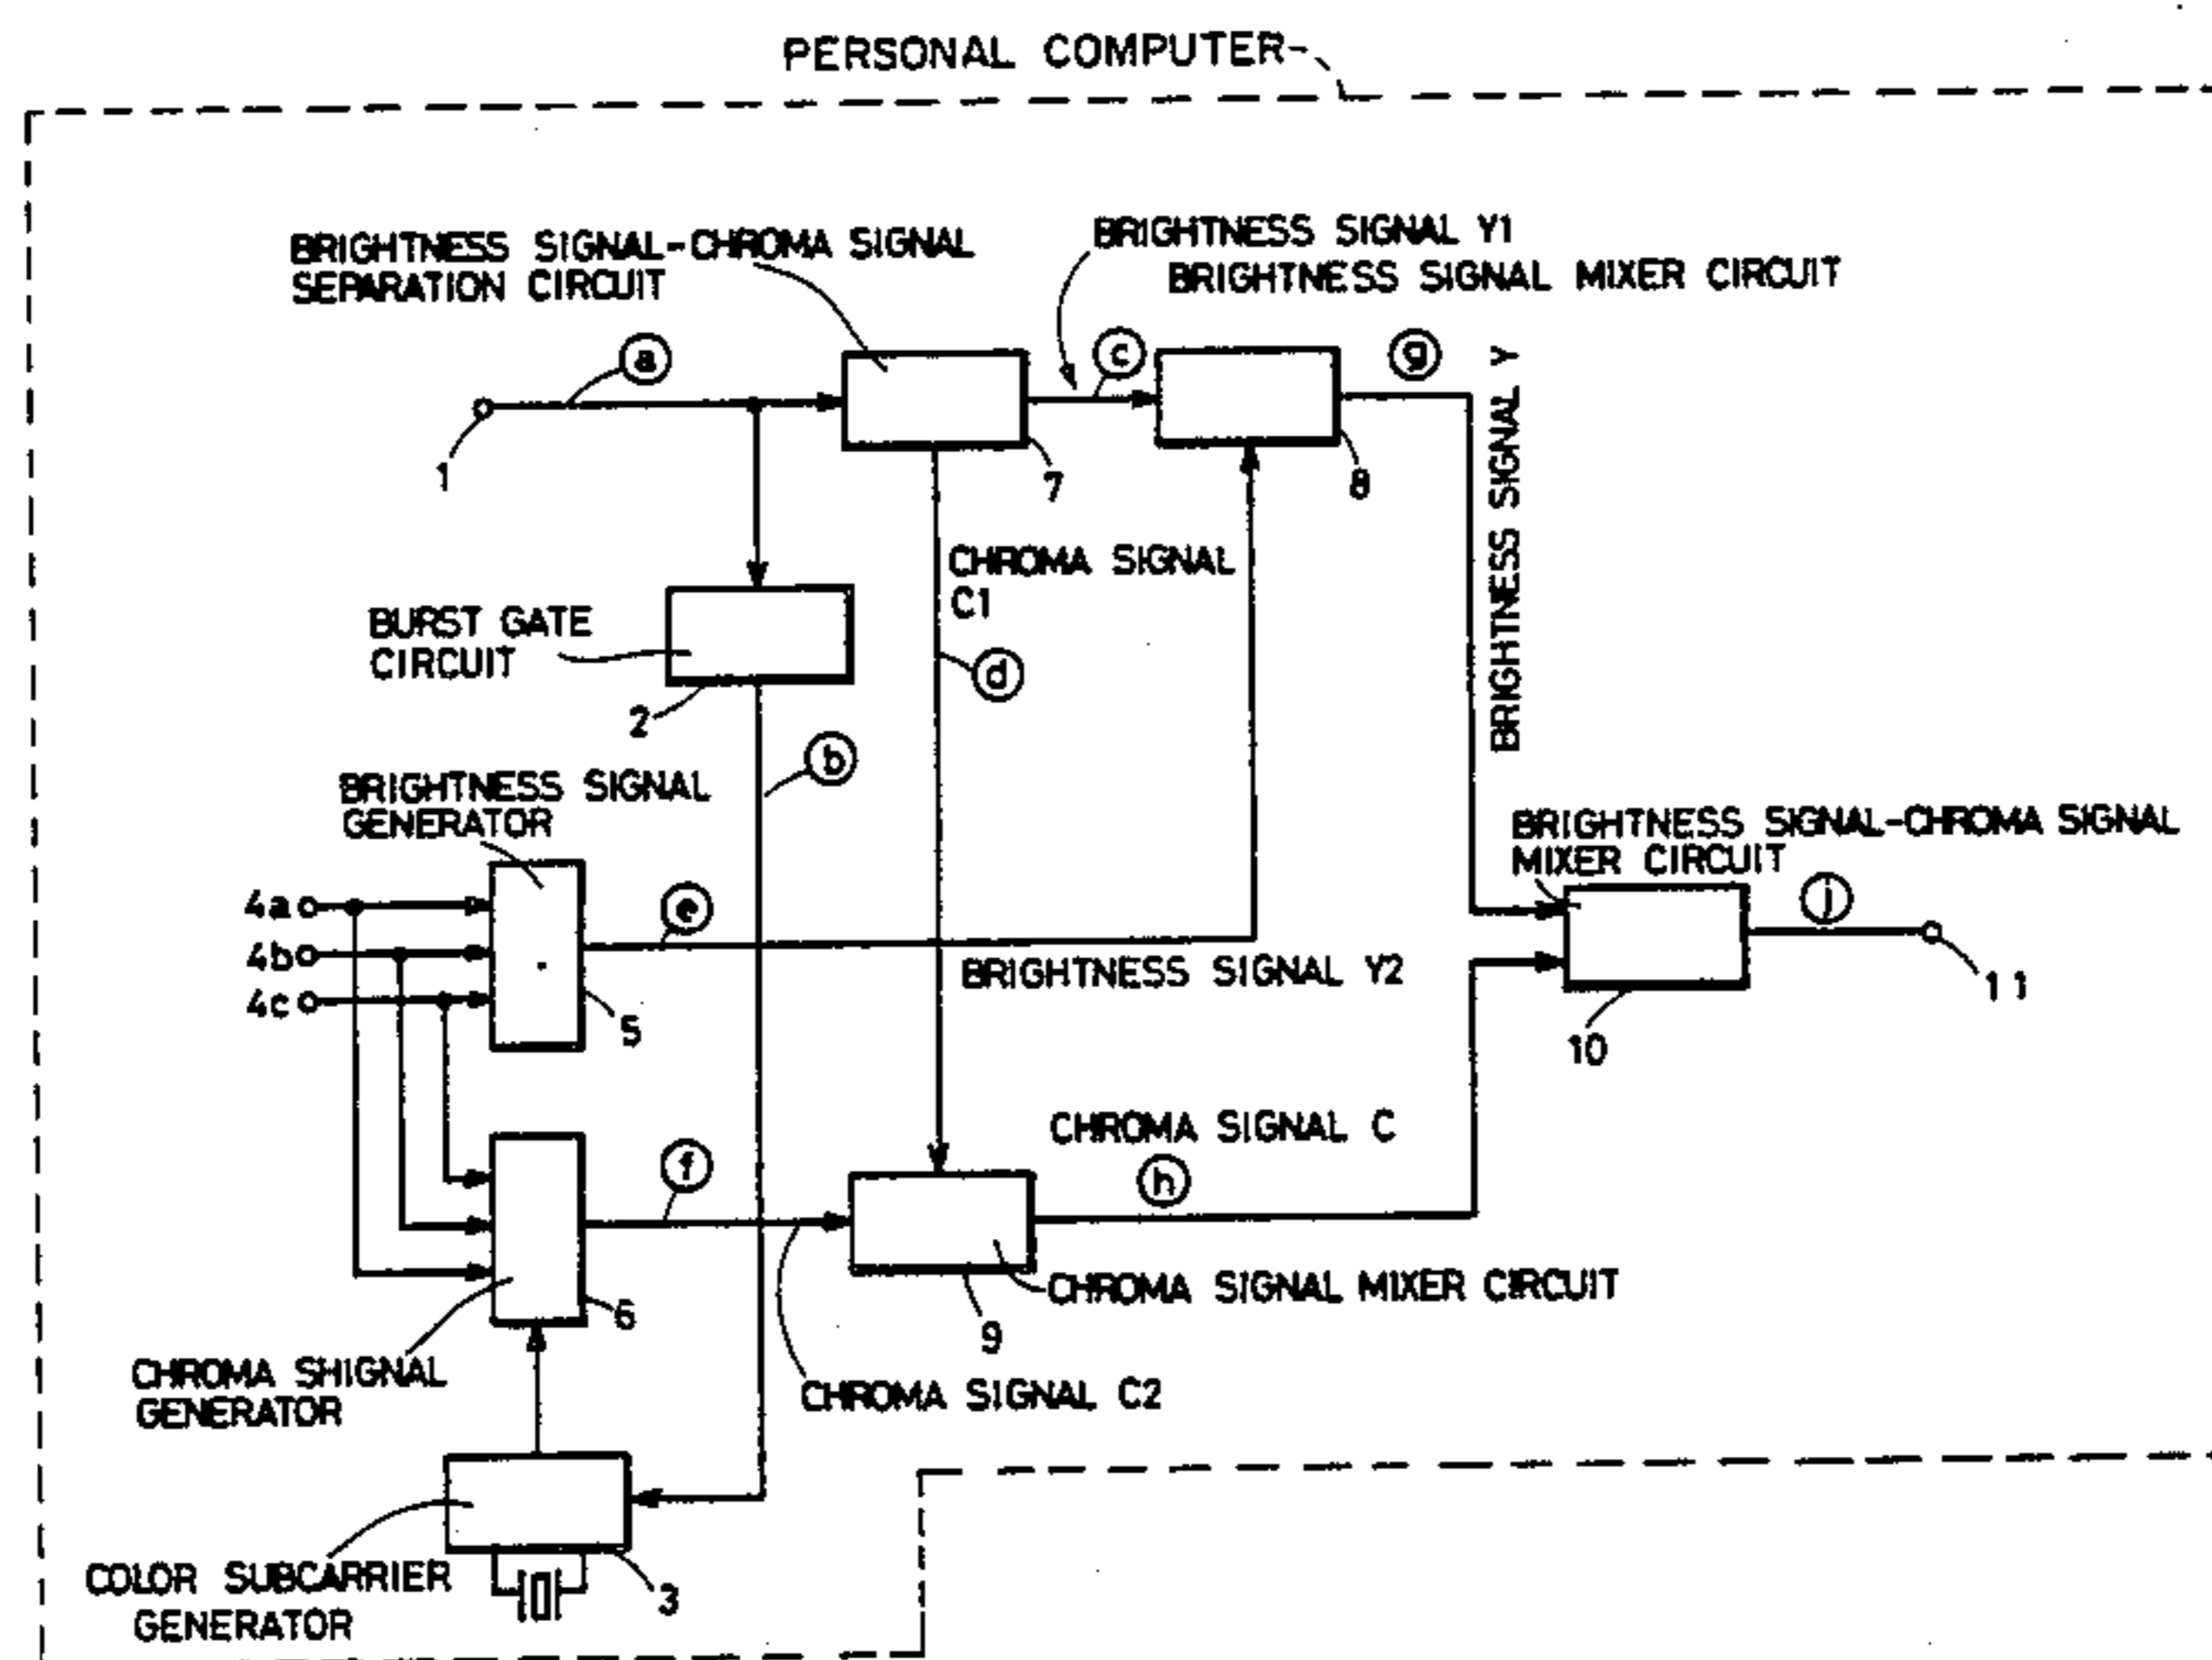 PERSONAL COMPUTER
BRIGHTNESS SIGNAL-CHROMA SIGNAL
SEPARATION CIRCUIT
BRIGHTNESS SIGNAL Y1
BRIGHTNESS SIGNAL MIXER CIRCUIT
a
c
g
1
7
8
BRIGHTNESS SIGNAL Y
CHROMA SIGNAL
C1
BURST GATE
CIRCUIT
d
2
b
BRIGHTNESS SIGNAL
GENERATOR
BRIGHTNESS SIGNAL-CHROMA SIGNAL
MIXER CIRCUIT
4a
e
j
4b
BRIGHTNESS SIGNAL Y2
4c
5
11
10
CHROMA SIGNAL C
f
h
CHROMA SIGNAL MIXER CIRCUIT
6
9
CHROMA SHIGNAL
GENERATOR
CHROMA SIGNAL C2
COLOR SUBCARRIER
GENERATOR
3